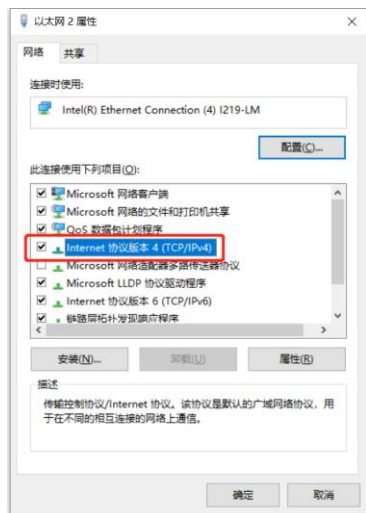 以太网 2 属性
网络 共享
连接时使用:
Intel(R) Ethernet Connection (4) I219-LM
配置(C)...
此连接使用下列项目(O):
Microsoft 网络客户端
Microsoft 网络的文件和打印机共享
QoS 数据包计划程序
Internet 协议版本 4 (TCP/IPv4)
Microsoft 网络适配器多路传送器协议
Microsoft LLDP 协议驱动程序
Internet 协议版本 6 (TCP/IPv6)
链路层拓扑发现响应程序
安装(N)... 卸载(U) 属性(R)
描述
传输控制协议/Internet 协议。该协议是默认的广域网络协议，用
于在不同的相互连接的网络上通信。
确定 取消